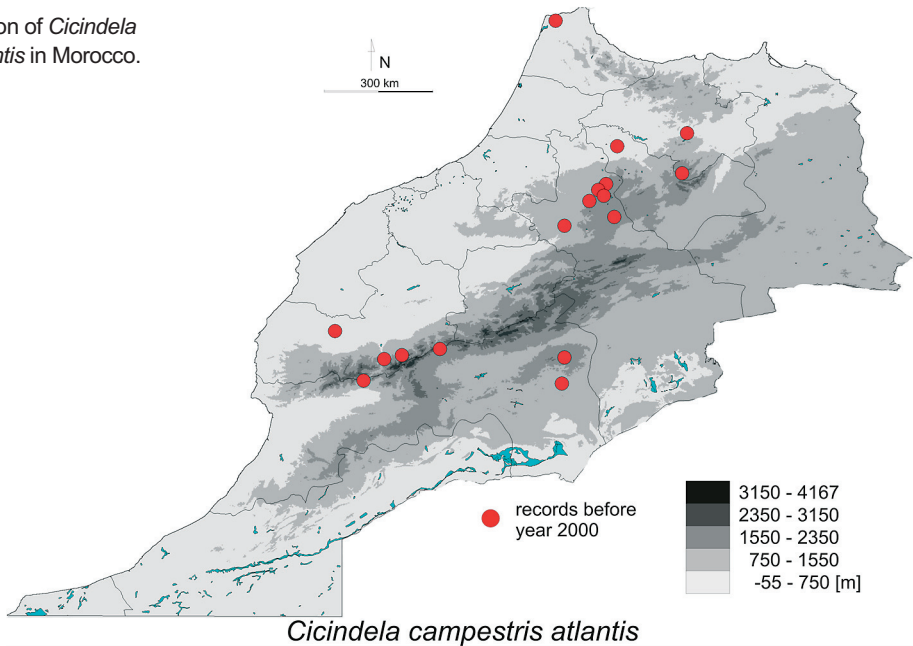 on of Cicindela
ntis in Morocco.
N
300 km
records before
year 2000
3150 - 4167
2350 - 3150
1550 - 2350
750 - 1550
-55 - 750 [m]
Cicindela campestris atlantis